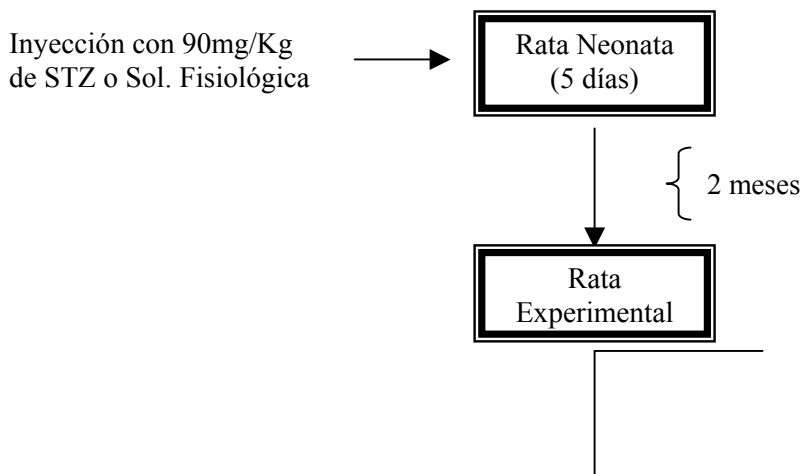 Inyección con 90mg/Kg
de STZ o Sol. Fisiológica
Rata Neonata
(5 días)
2 meses
Rata
Experimental